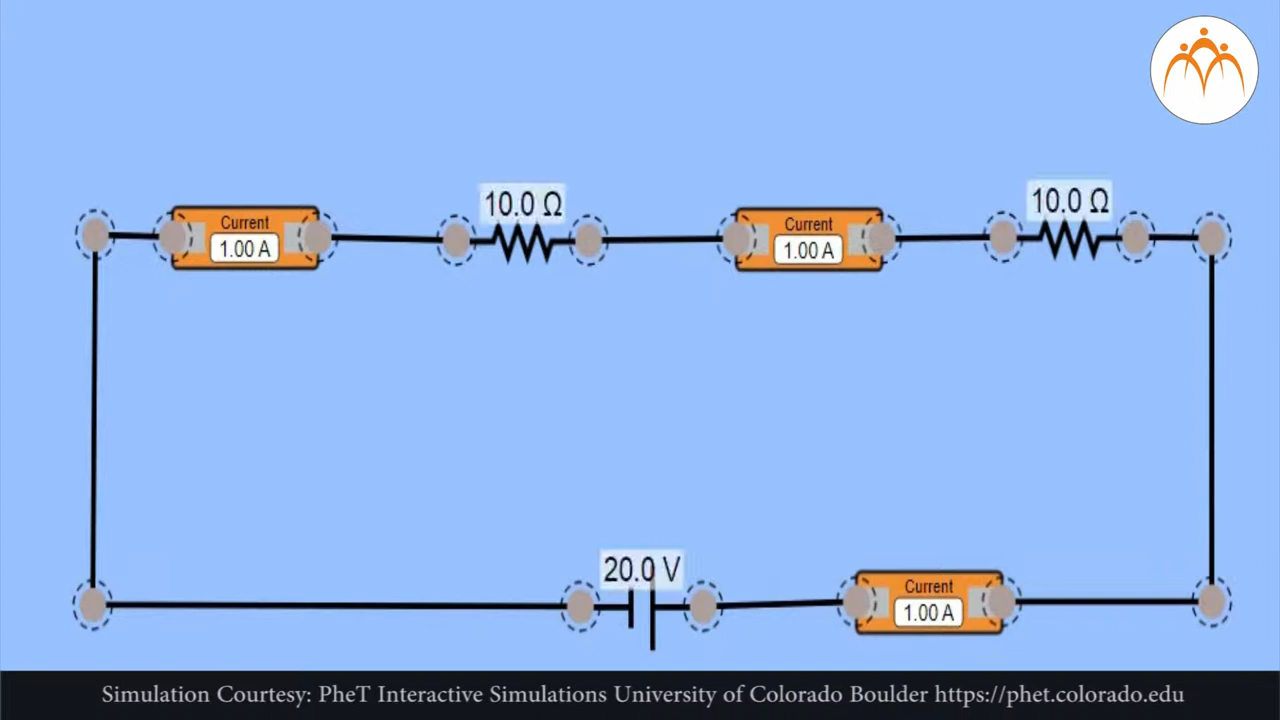 10.0 Ω
10.0 Ω
Current
1.00 A
Current
1.00 A
20.0 V
Current
1.00 A
Simulation Courtesy: PheT Interactive Simulations University of Colorado Boulder https://phet.colorado.edu